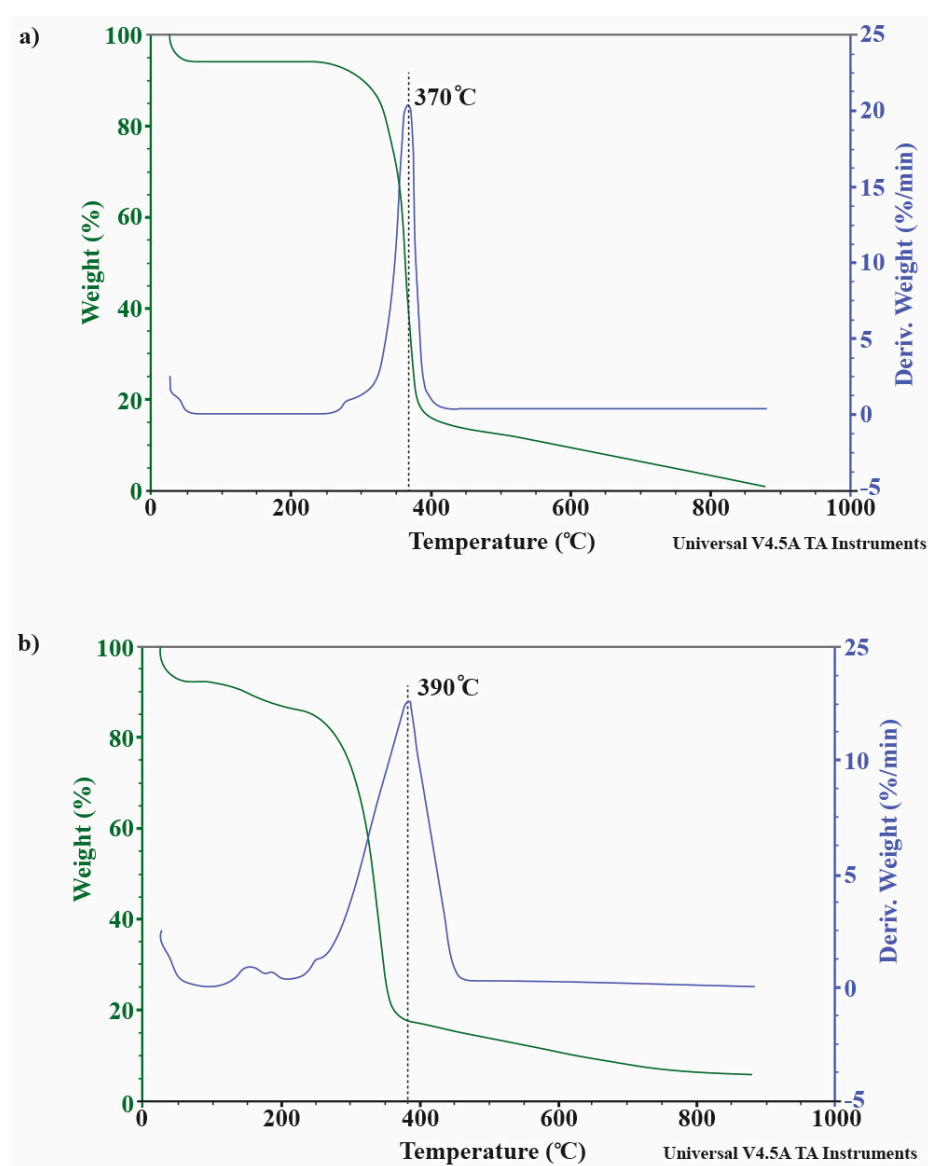 a)
100
80
60
40
20
0
Weight (%)
370℃
25
20
15
10
5
0
-5
Deriv. Weight (%/min)
0 200 400 600 800 1000
Temperature (℃)
Universal V4.5A TA Instruments
b)
100
80
60
40
20
0
Weight (%)
390℃
25
10
5
0
-5
Deriv. Weight (%/min)
0 200 400 600 800 1000
Temperature (℃)
Universal V4.5A TA Instruments